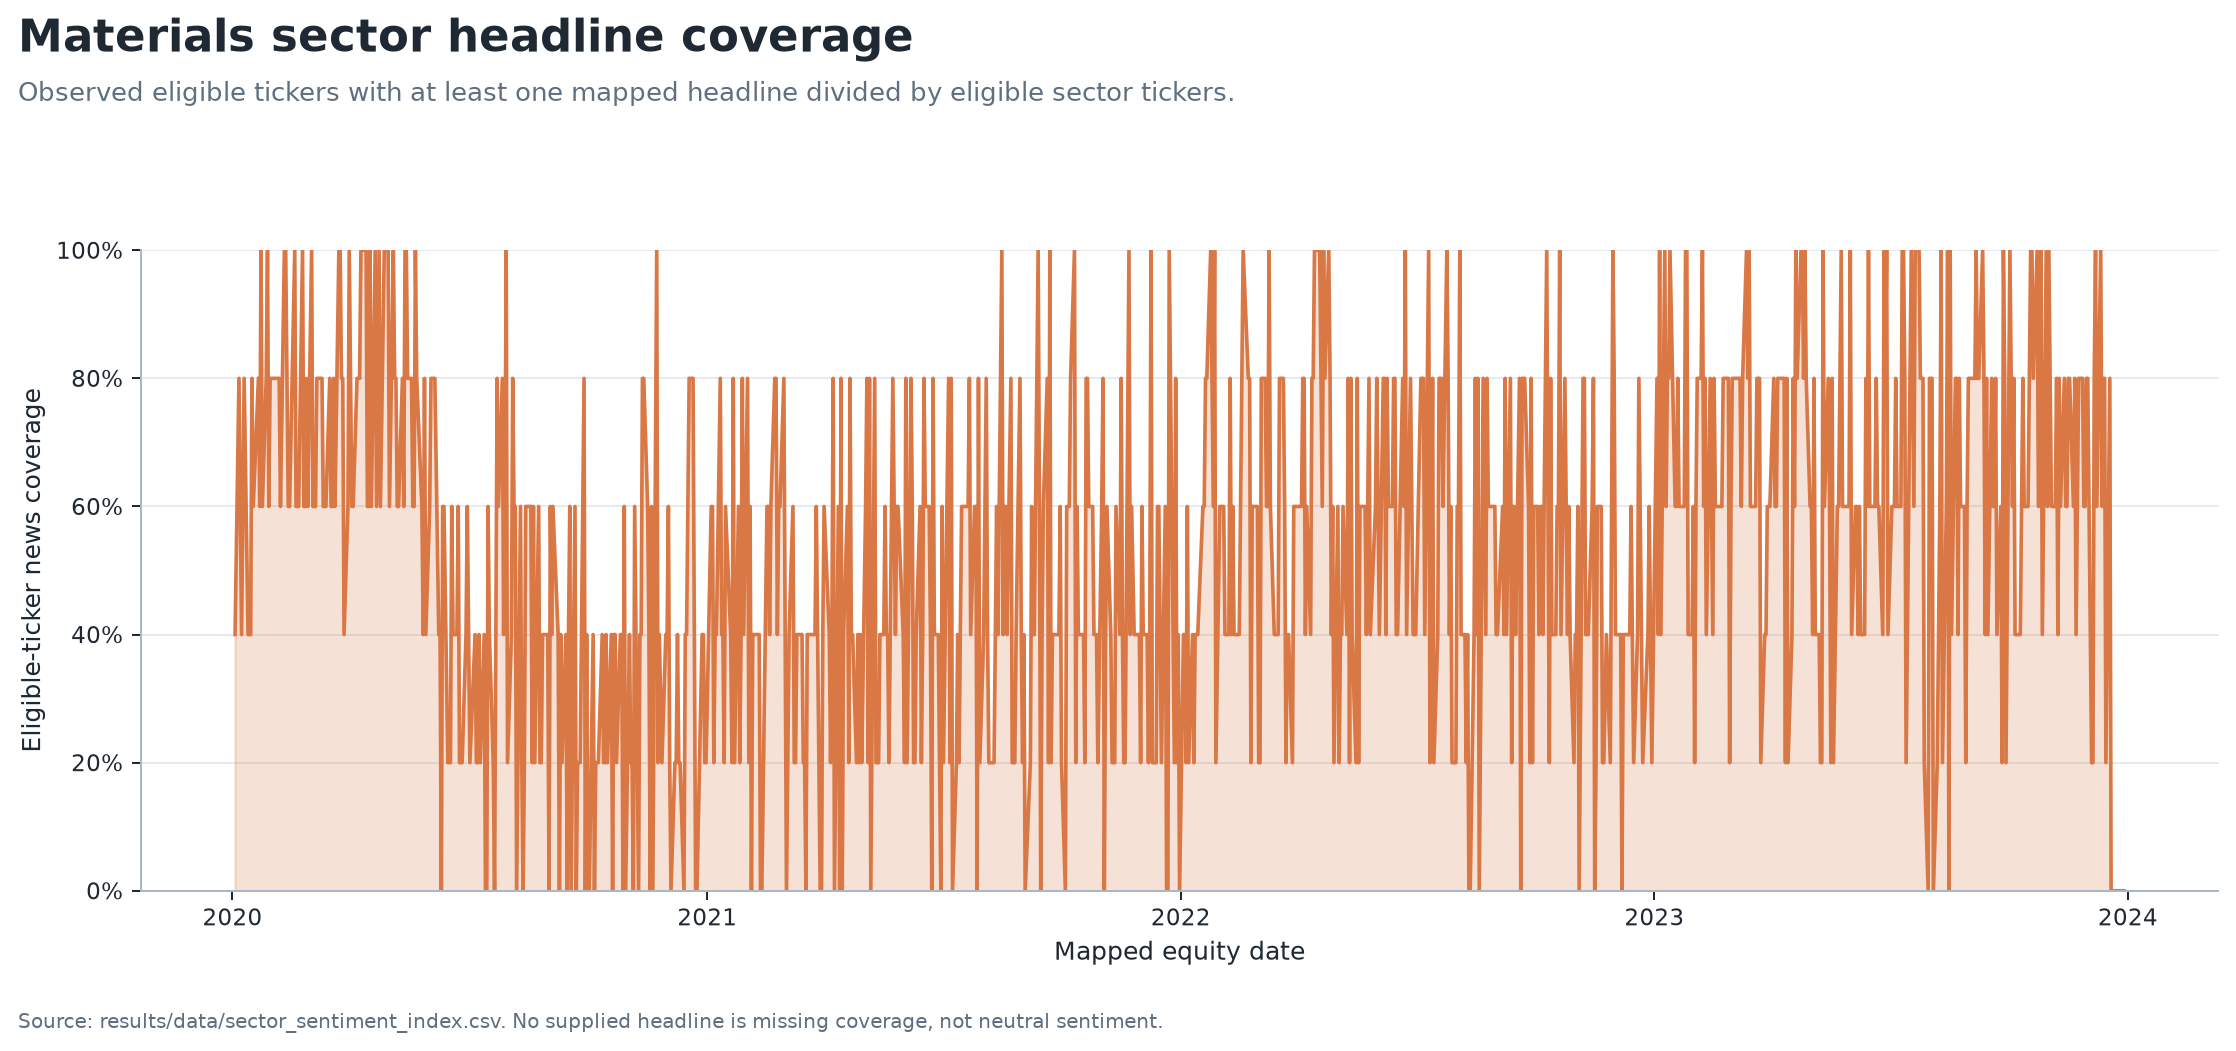 Materials sector headline coverage
Observed eligible tickers with at least one mapped headline divided by eligible sector tickers.
Eligible-ticker news coverage
100%
80%
60%
40%
20%
0%
2020
2021
2022
2023
2024
Mapped equity date
Source: results/data/sector_sentiment_index.csv. No supplied headline is missing coverage, not neutral sentiment.